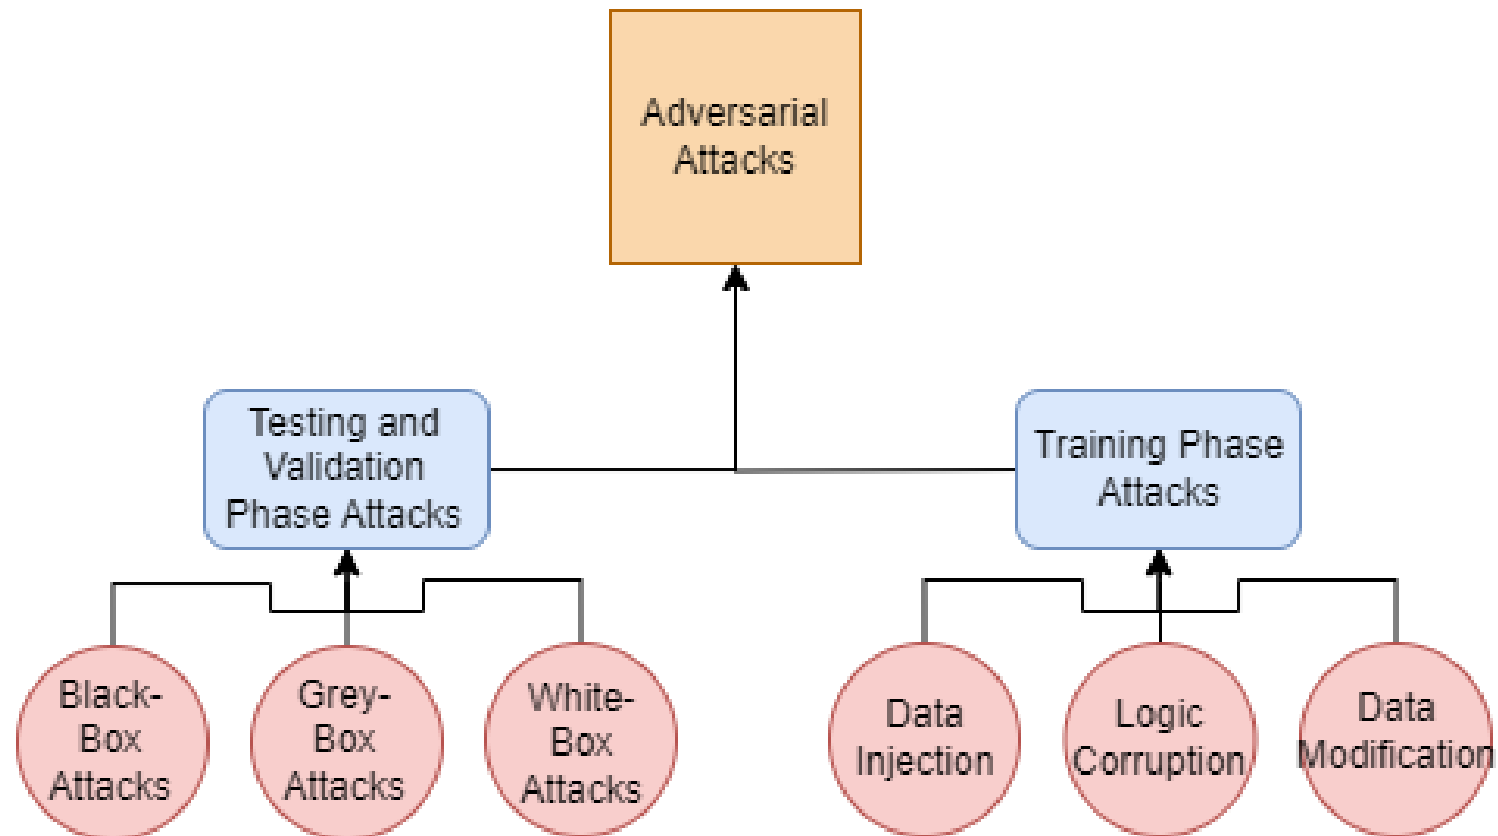 Adversarial
Attacks
Testing and
Validation
Phase Attacks
Training Phase
Attacks
Black-
Box
Attacks
Grey-
Box
Attacks
White-
Box
Attacks
Data
Injection
Logic
Corruption
Data
Modification